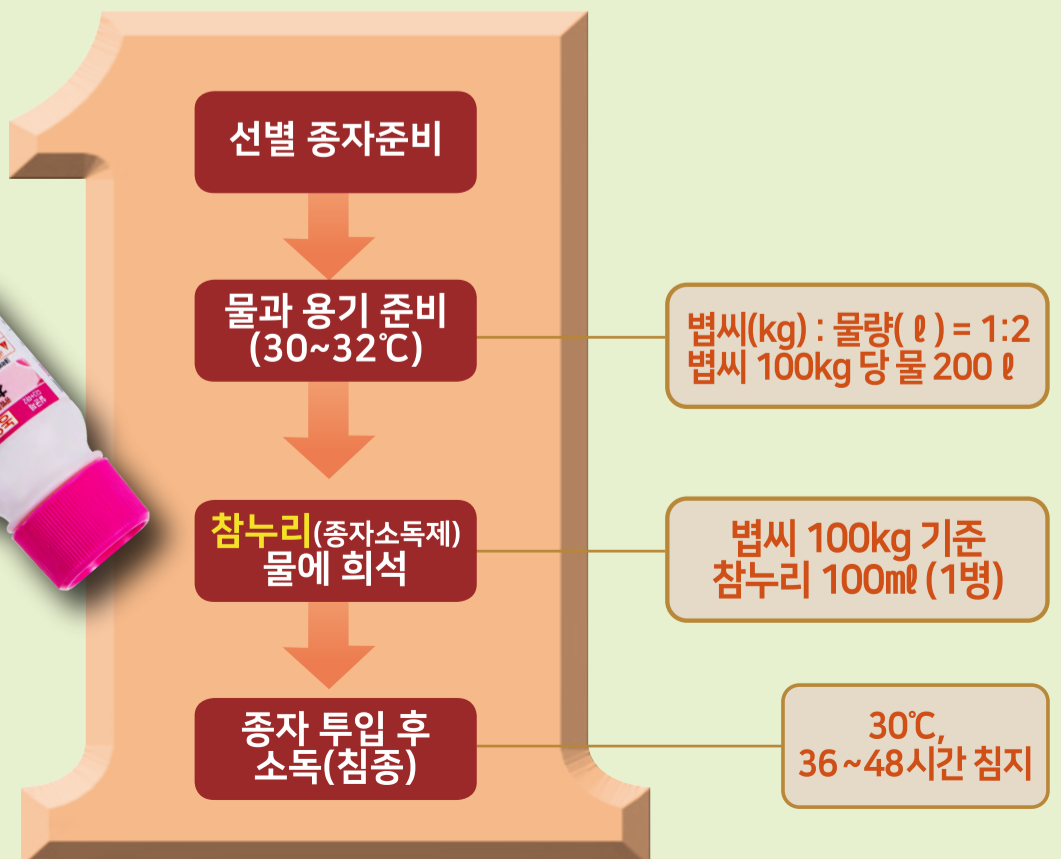 선별 종자준비
물과 용기 준비
(30~32℃)
볍씨(kg) : 물량( ℓ ) = 1:2
볍씨 100kg 당 물 200 ℓ
참누리(종자소독제)
물에 희석
볍씨 100kg 기준
참누리 100㎖ (1병)
종자 투입 후
소독(침종)
30℃,
36~48시간 침지